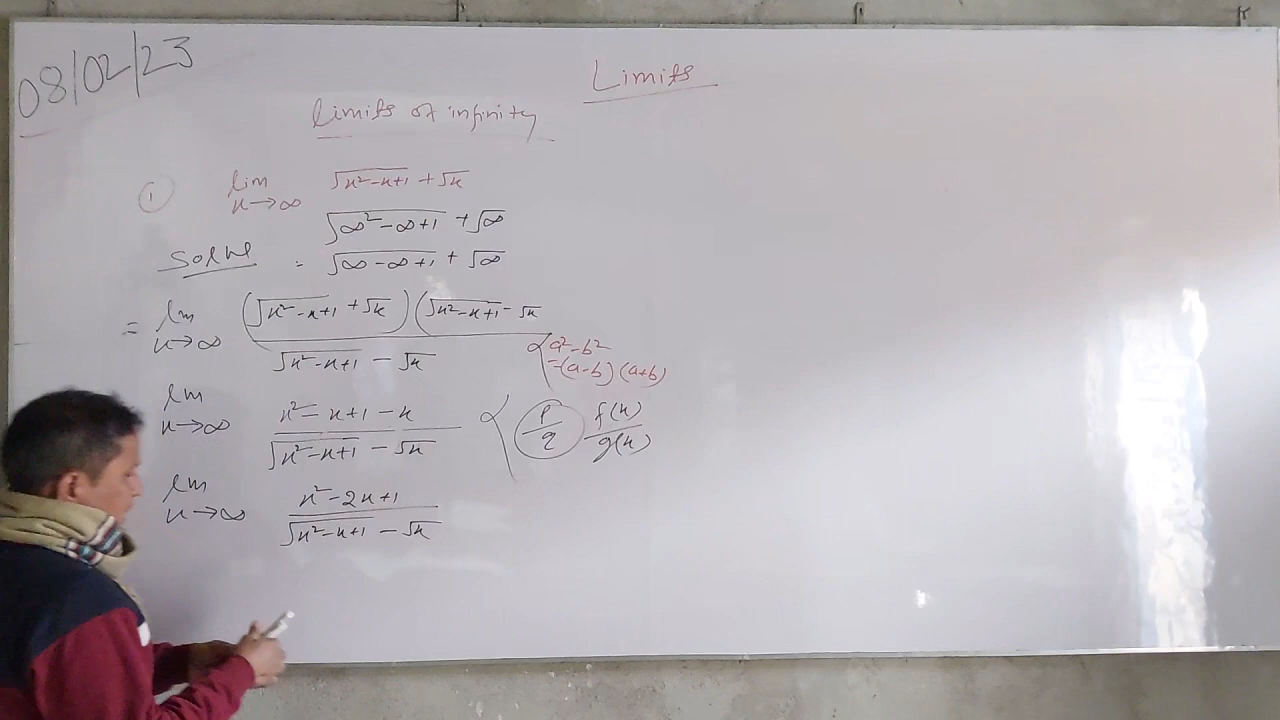 08/02/23
Limits
limits of infinity
① lim x→∞ √x²-x+1 + √x
√∞²-∞+1 + √∞
Solve = √∞-∞+1 + √∞
= lim x→∞ (√x²-x+1 + √x)(√x²-x+1 - √x
√x²-x+1 - √x
a²-b²
=(a-b)(a+b)
lim x→∞ x²-x+1-x
√x²-x+1 - √x
p/q f(x)/g(x)
lim x→∞ x²-2x+1
√x²-x+1 - √x